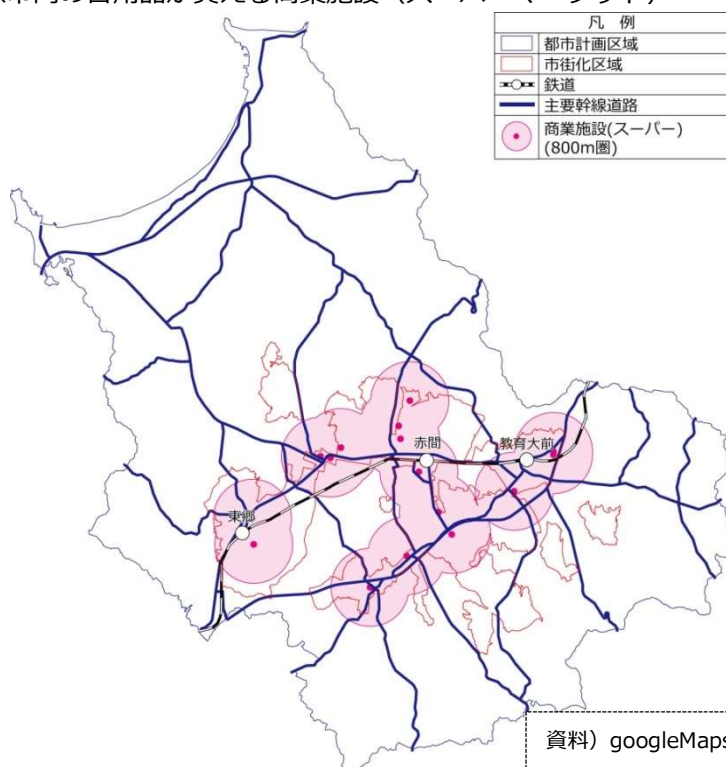 凡 例
都市計画区域
市街化区域
鉄道
主要幹線道路
商業施設(スーパー)
(800m圏)
赤間
教育大前
東郷
資料）googleMaps